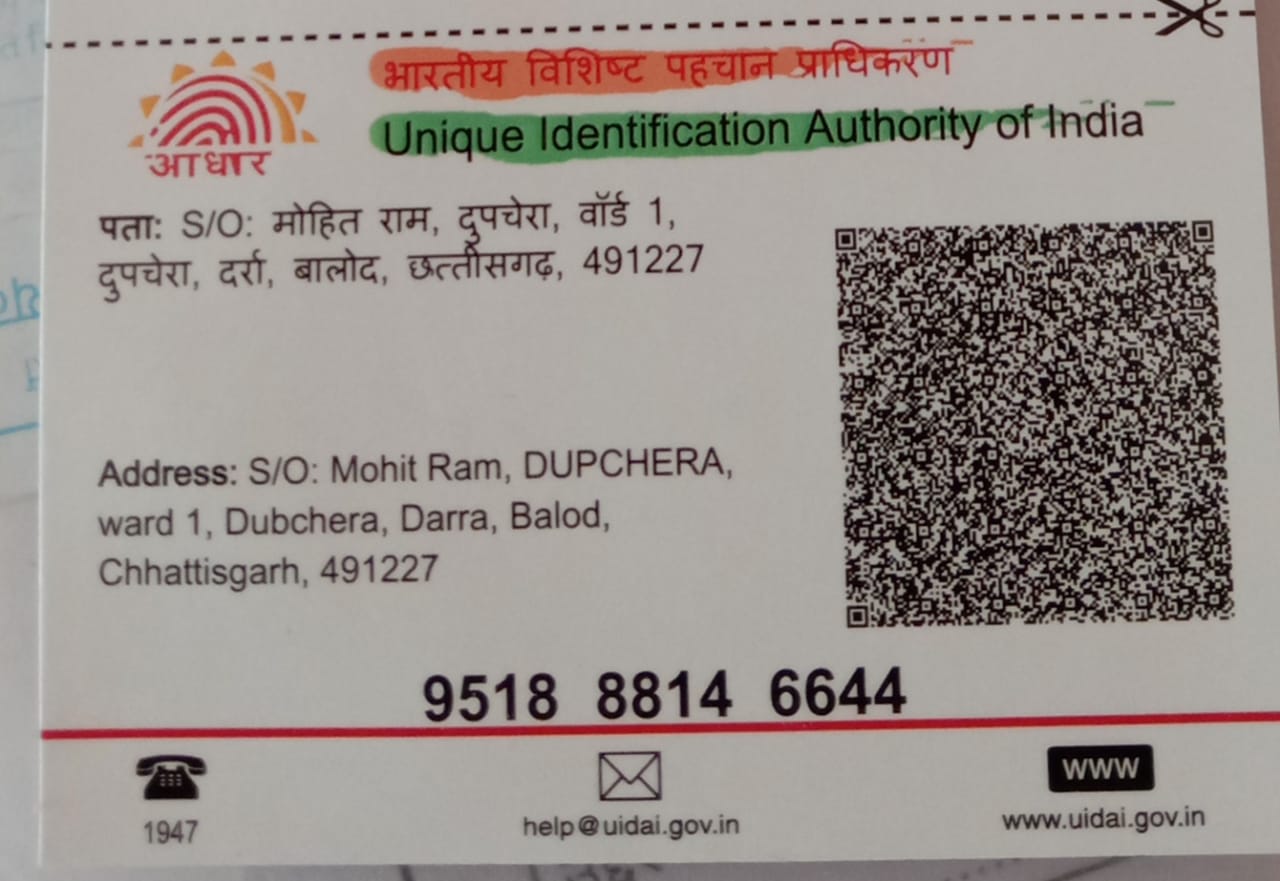 भारतीय विशिष्ट पहचान प्राधिकरण
Unique Identification Authority of India
आधार
पता: S/O: मोहित राम, दुपचेरा, वॉर्ड 1,
दुपचेरा, दर्रा, बालोद, छत्तीसगढ़, 491227
Address: S/O: Mohit Ram, DUPCHERA,
ward 1, Dubchera, Darra, Balod,
Chhattisgarh, 491227
9518 8814 6644
1947
help@uidai.gov.in
www
www.uidai.gov.in